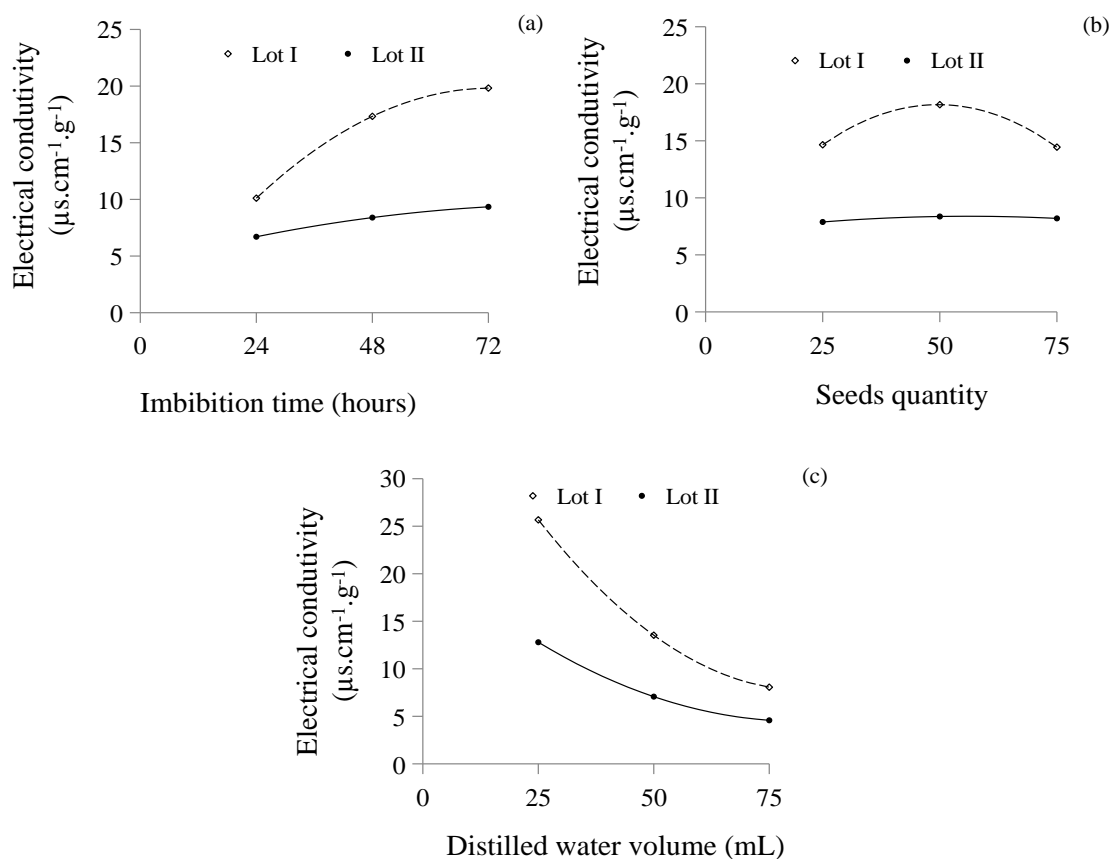 (a)
Electrical condutivity
(µs.cm-1.g-1)
25
20
15
10
5
0
Lot I Lot II
0 24 48 72
Imbibition time (hours)
(b)
Electrical condutivity
(µs.cm-1.g-1)
25
20
15
10
5
0
Lot I Lot II
0 25 50 75
Seeds quantity
(c)
Electrical condutivity
(µs.cm-1.g-1)
30
25
20
15
10
5
0
Lot I Lot II
0 25 50 75
Distilled water volume (mL)